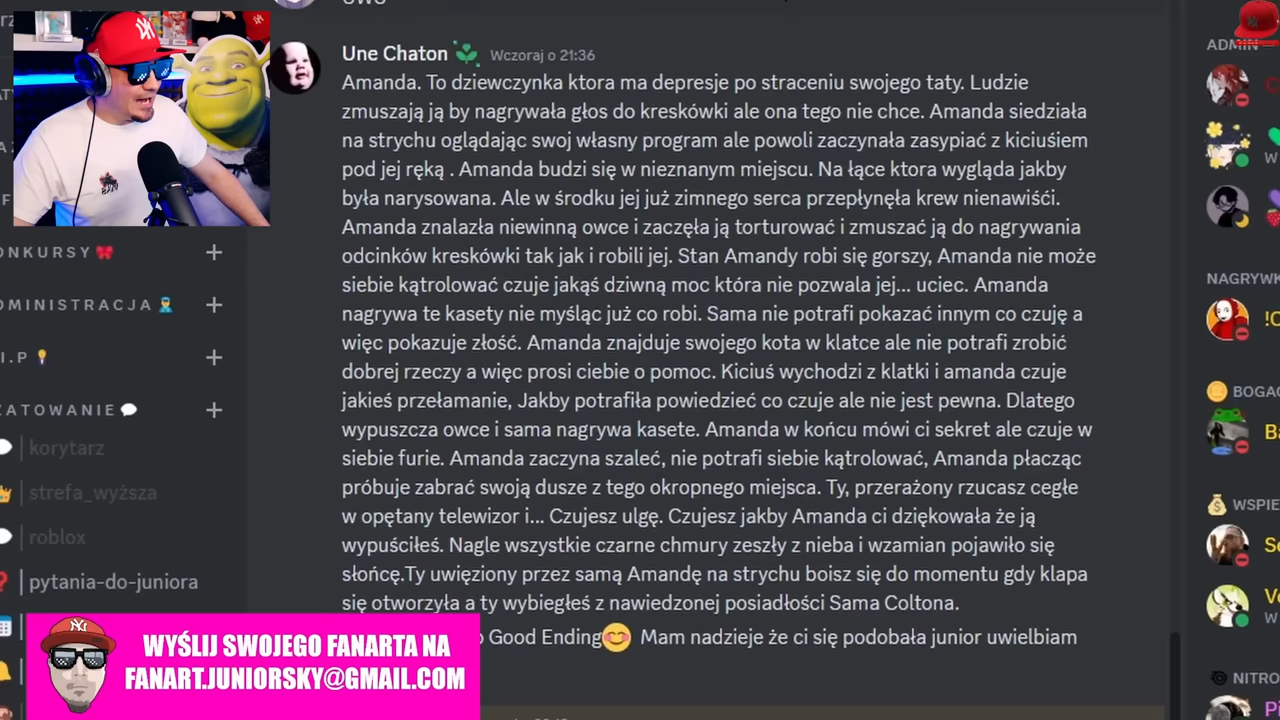 Une Chaton Wczoraj o 21:36
Amanda. To dziewczynka ktora ma depresje po straceniu swojego taty. Ludzie
zmuszają ją by nagrywała głos do kreskówki ale ona tego nie chce. Amanda siedziała
na strychu oglądając swoj własny program ale powoli zaczynała zasypiać z kiciuśiem
pod jej ręką . Amanda budzi się w nieznanym miejscu. Na łące ktora wygląda jakby
była narysowana. Ale w środku jej już zimnego serca przepłynęła krew nienawiśći.
Amanda znalazła niewinną owce i zaczęła ją torturować i zmuszać ją do nagrywania
odcinków kreskówki tak jak i robili jej. Stan Amandy robi się gorszy, Amanda nie może
siebie kątrolować czuje jakąś dziwną moc która nie pozwala jej... uciec. Amanda
nagrywa te kasety nie myśląc już co robi. Sama nie potrafi pokazać innym co czuję a
więc pokazuje złość. Amanda znajduje swojego kota w klatce ale nie potrafi zrobić
dobrej rzeczy a więc prosi ciebie o pomoc. Kiciuś wychodzi z klatki i amanda czuje
jakieś przełamanie, Jakby potrafiła powiedzieć co czuje ale nie jest pewna. Dlatego
wypuszcza owce i sama nagrywa kasete. Amanda w końcu mówi ci sekret ale czuje w
siebie furie. Amanda zaczyna szaleć, nie potrafi siebie kątrolować, Amanda płacząc
próbuje zabrać swoją dusze z tego okropnego miejsca. Ty, przerażony rzucasz cegłe
w opętany telewizor i... Czujesz ulgę. Czujesz jakby Amanda ci dziękowała że ją
wypuściłeś. Nagle wszystkie czarne chmury zeszły z nieba i wzamian pojawiło się
słońcę.Ty uwięziony przez samą Amandę na strychu boisz się do momentu gdy klapa
się otworzyła a ty wybiegłeś z nawiedzonej posiadłości Sama Coltona.
Good Ending😊 Mam nadzieje że ci się podobała junior uwielbiam
ONKURSY +
DMINISTRACJA +
I.P +
ZATOWANIE +
korytarz
strefa_wyższa
roblox
pytania-do-juniora
WYŚLIJ SWOJEGO FANARTA NA
FANART.JUNIORSKY@GMAIL.COM
ADMIN
NAGRYWK
BOGAC
WSPIE
NITRO